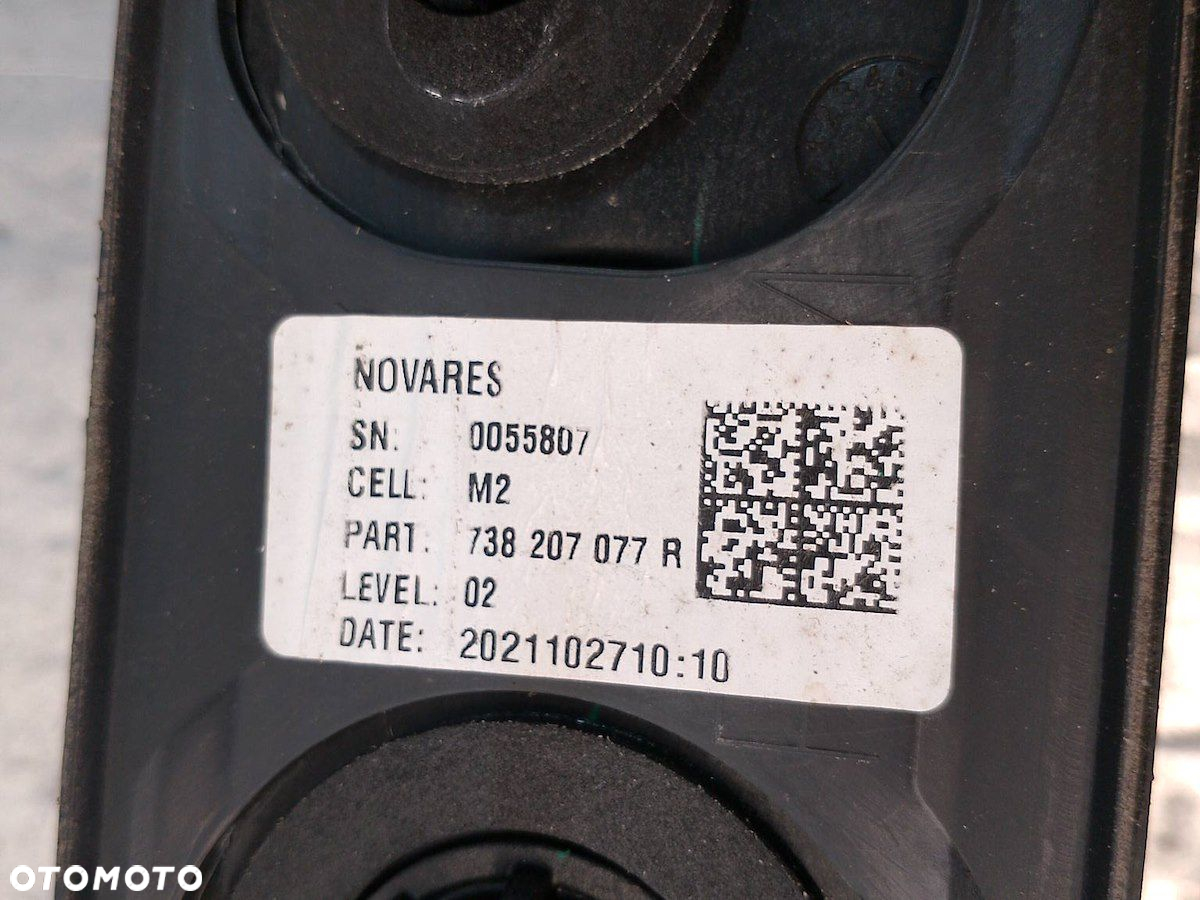 NOVARES
SN: 0055807
CELL: M2
PART: 738 207 077 R
LEVEL: 02
DATE: 2021102710:10
OTOMOTO